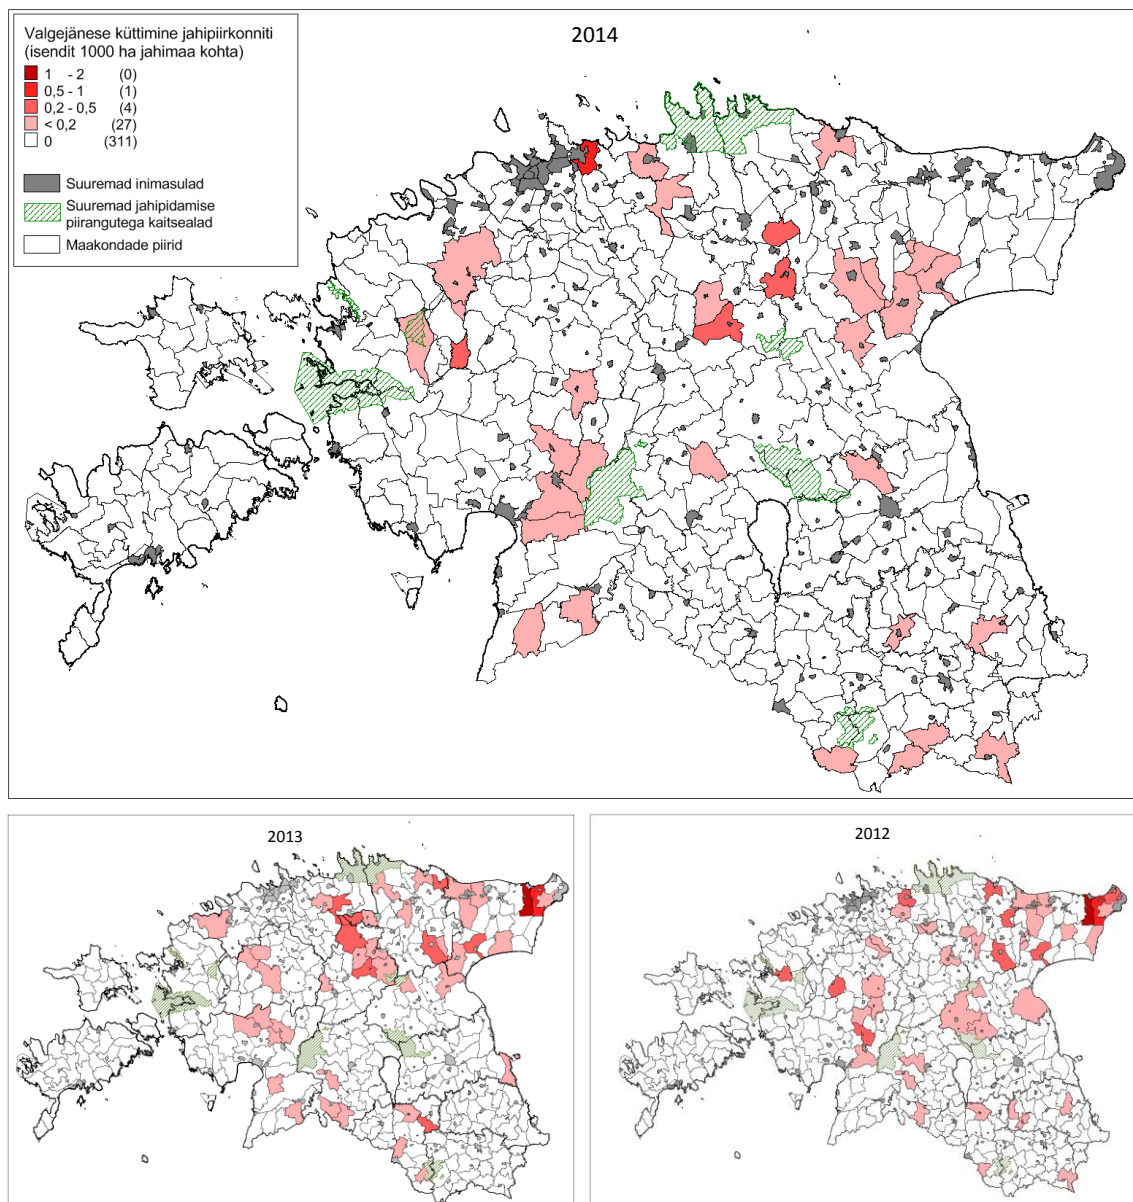 Valgejänese küttimine jahipiirkonniti
(isendit 1000 ha jahimaa kohta)
1 - 2 (0)
0,5 - 1 (1)
0,2 - 0,5 (4)
< 0,2 (27)
0 (311)
Suuremad inimasulad
Suuremad jahipidamise
piirangutega kaitsealad
Maakondade piirid
2014
2013
2012